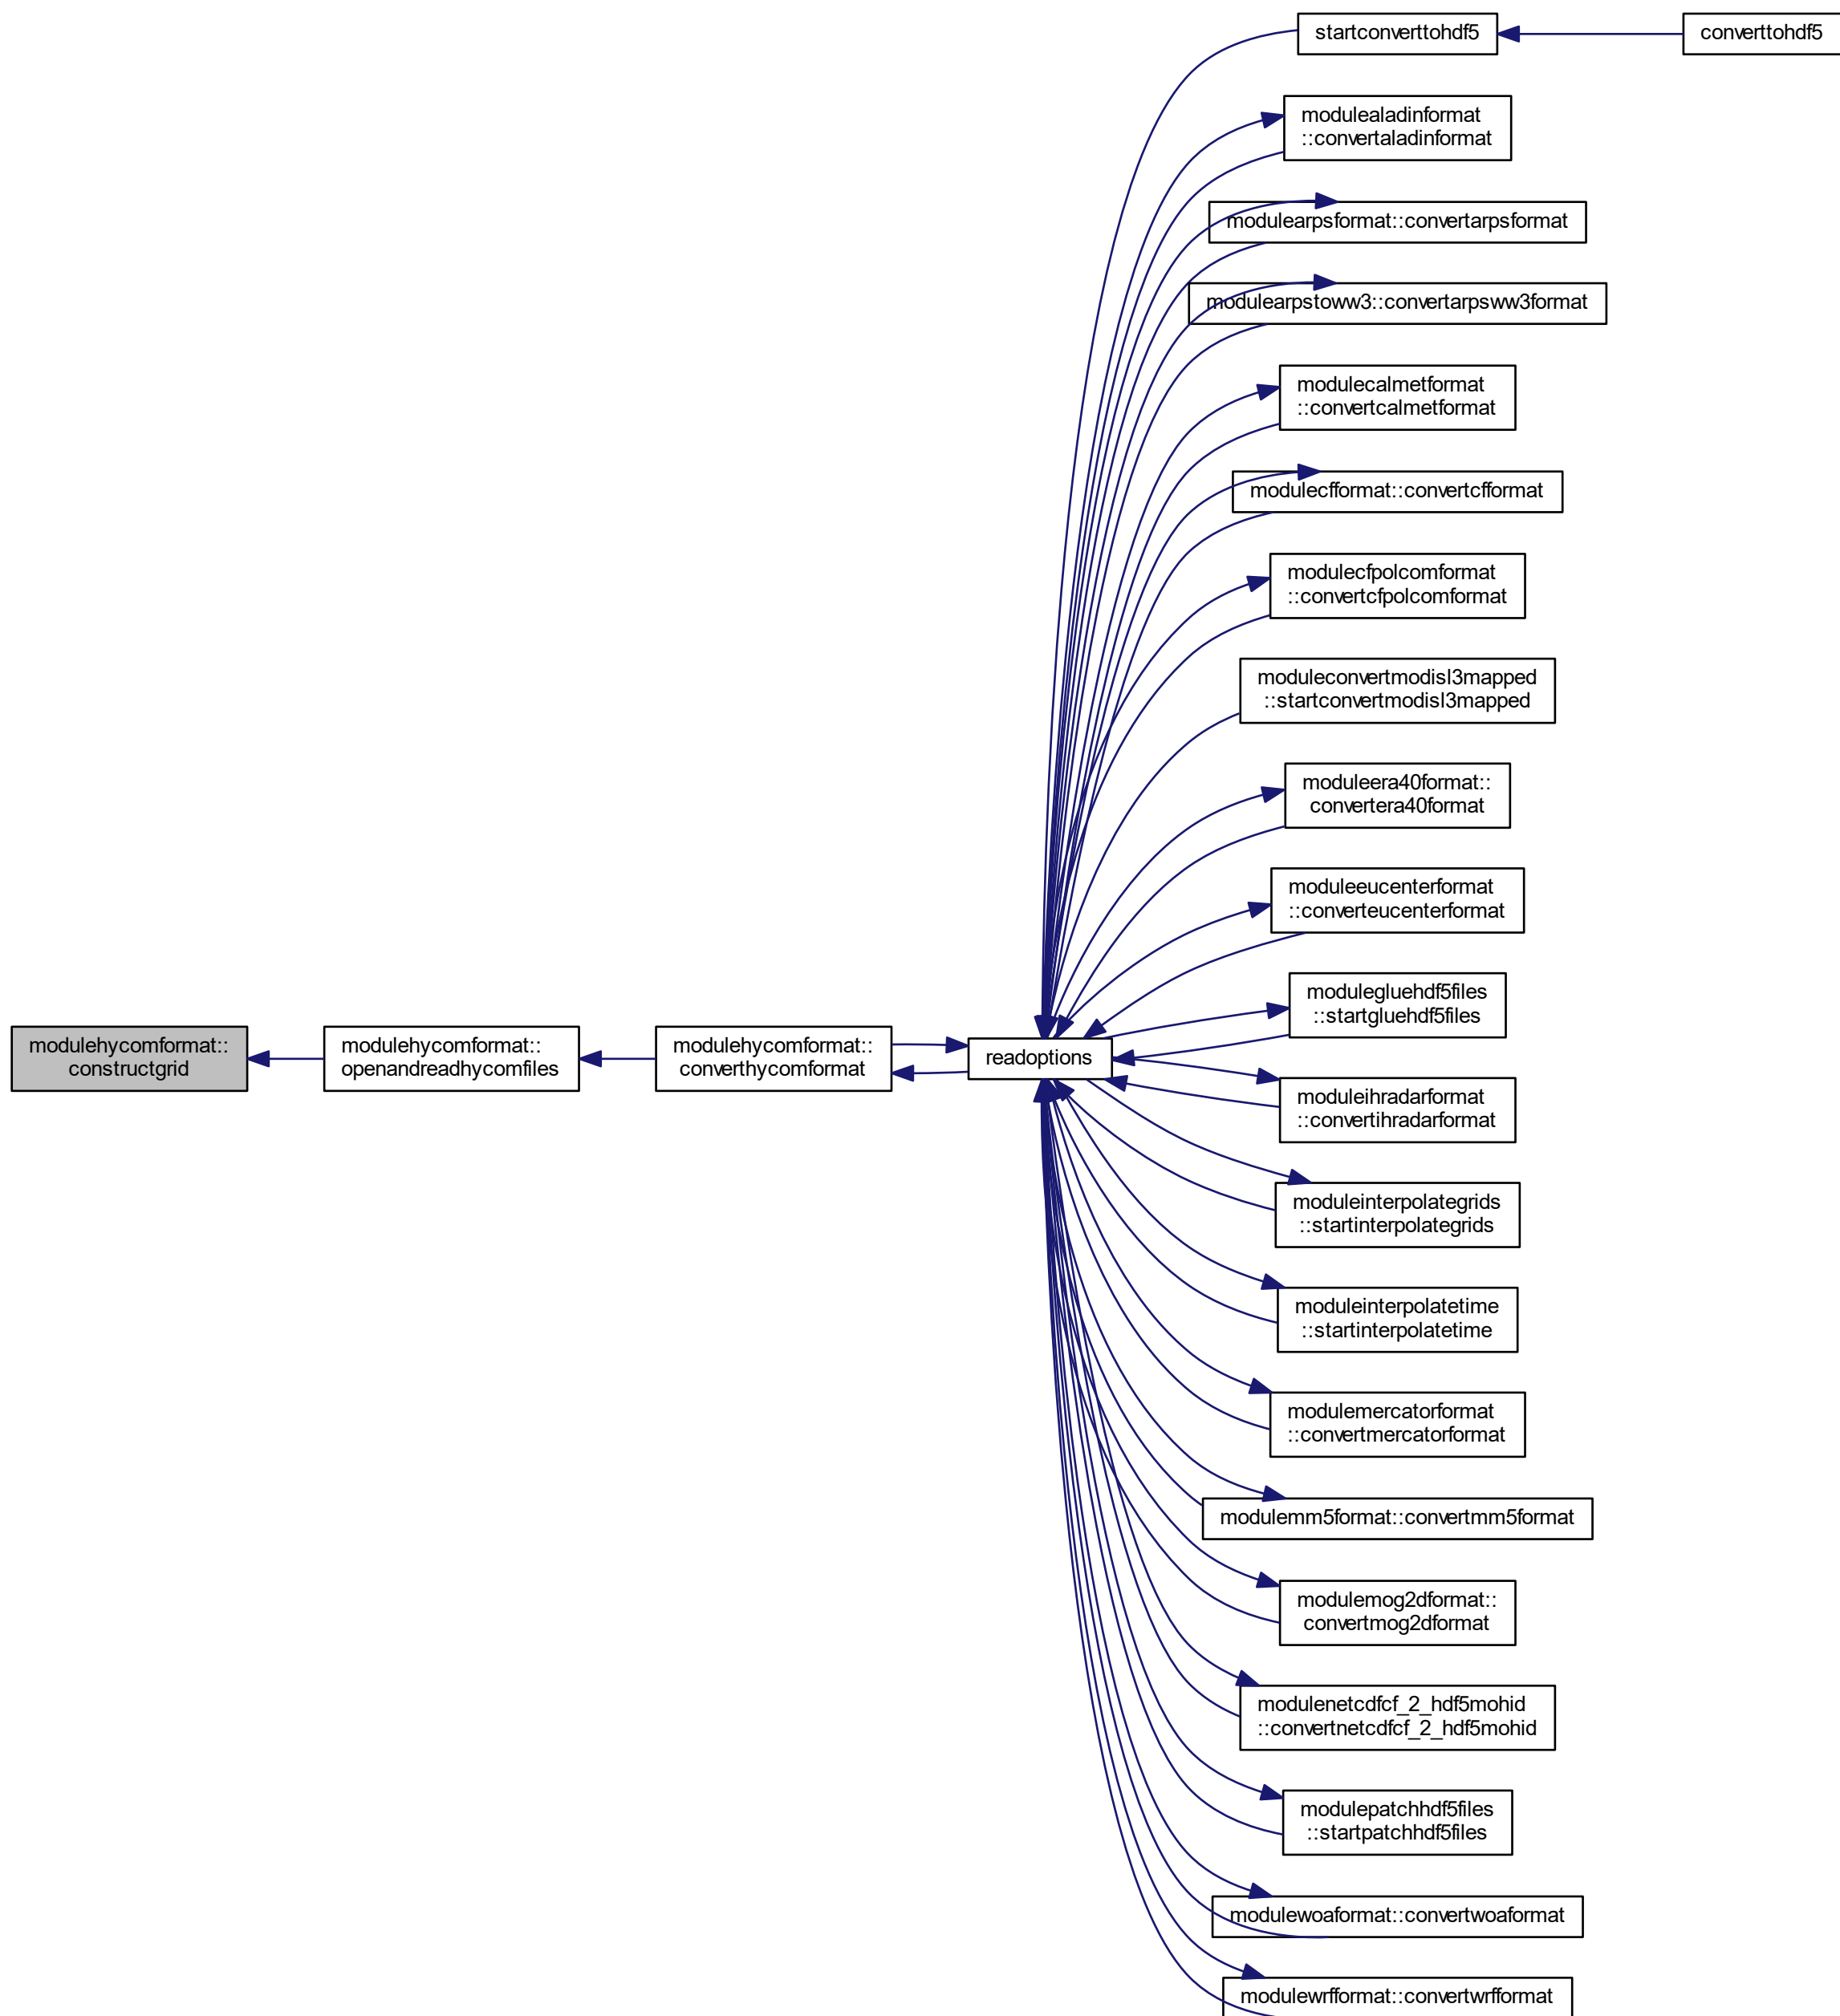 startconverttohdf5
converttohdf5
modulealadinformat
::convertaladinformat
modulearpsformat::convertarpsformat
modulearpstoww3::convertarpsww3format
modulecalmetformat
::convertcalmetformat
modulecfformat::convertcfformat
modulecfpolcomformat
::convertcfpolcomformat
moduleconvertmodisl3mapped
::startconvertmodisl3mapped
moduleera40format::
convertera40format
moduleeucenterformat
::converteucenterformat
modulegluehdf5files
::startgluehdf5files
modulehycomformat::
constructgrid
modulehycomformat::
openandreadhycomfiles
modulehycomformat::
converthycomformat
readoptions
moduleihradarformat
::convertihradarformat
moduleinterpolategrids
::startinterpolategrids
moduleinterpolatetime
::startinterpolatetime
modulemercatorformat
::convertmercatorformat
modulemm5format::convertmm5format
modulemog2dformat::
convertmog2dformat
modulenetcdfcf_2_hdf5mohid
::convertnetcdfcf_2_hdf5mohid
modulepatchhdf5files
::startpatchhdf5files
modulewoaformat::convertwoaformat
modulewrfformat::convertwrfformat